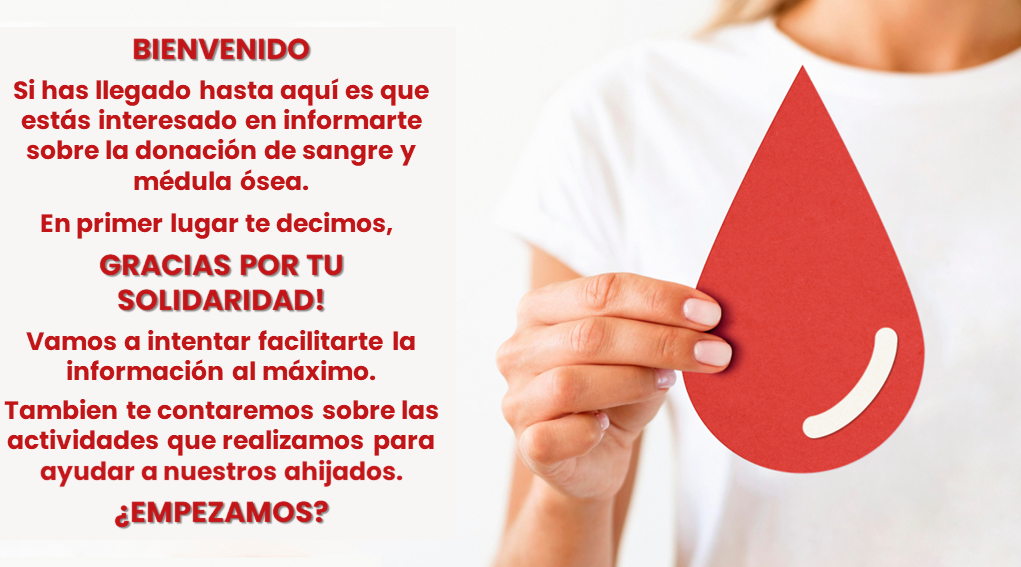 BIENVENIDO
Si has llegado hasta aquí es que
estás interesado en informarte
sobre la donación de sangre y
médula ósea.
En primer lugar te decimos,
GRACIAS POR TU
SOLIDARIDAD!
Vamos a intentar facilitarte la
información al máximo.
Tambien te contaremos sobre las
actividades que realizamos para
ayudar a nuestros ahijados.
¿EMPEZAMOS?